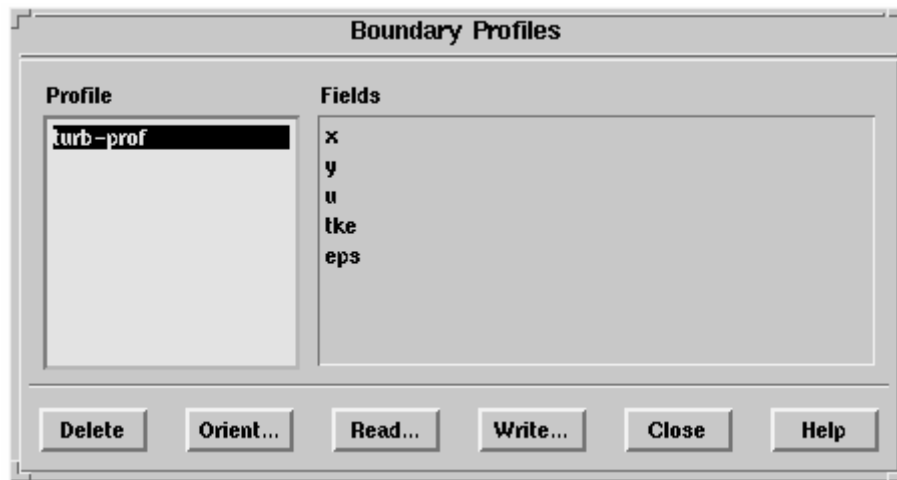 Boundary Profiles
Profile
Fields
turb-prof
x
y
u
tke
eps
Delete
Orient...
Read...
Write...
Close
Help